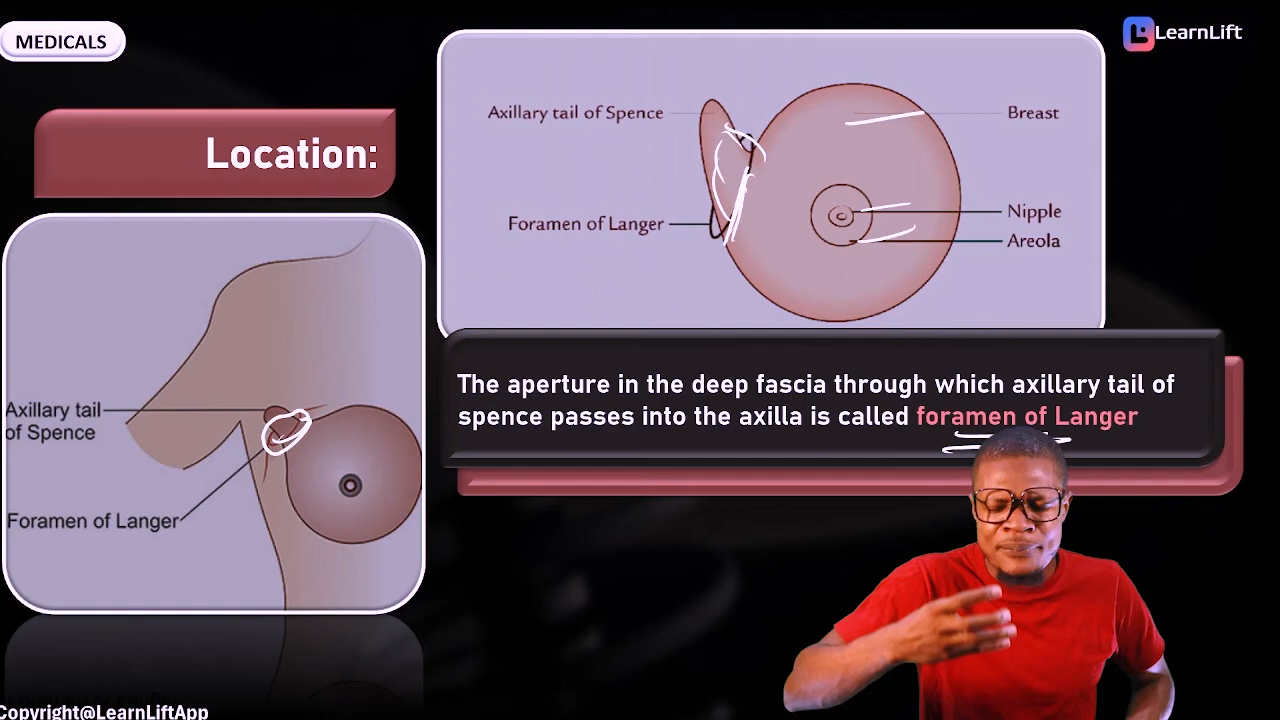 MEDICALS
LearnLift
Location:
Axillary tail of Spence
Breast
Foramen of Langer
Nipple
Areola
The aperture in the deep fascia through which axillary tail of
spence passes into the axilla is called foramen of Langer
Axillary tail
of Spence
Foramen of Langer
Copyright@LearnLiftApp